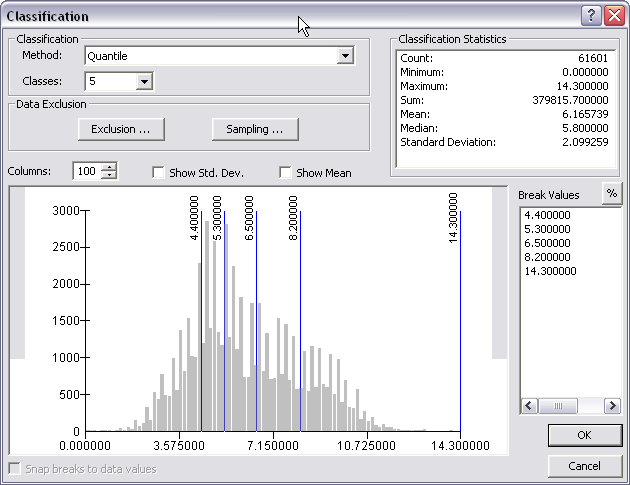 Classification
Classification
Method: Quantile
Classes: 5
Data Exclusion
Exclusion ...
Sampling ...
Classification Statistics
Count: 61601
Minimum: 0.000000
Maximum: 14.300000
Sum: 379815.700000
Mean: 6.165739
Median: 5.800000
Standard Deviation: 2.099259
Columns: 100
Show Std. Dev.
Show Mean
Break Values
%
4.400000
5.300000
6.500000
8.200000
14.300000
3000
2500
2000
1500
1000
500
0
4.400000
5.300000
6.500000
8.200000
14.300000
0.000000
3.575000
7.150000
10.725000
14.300000
Snap breaks to data values
OK
Cancel